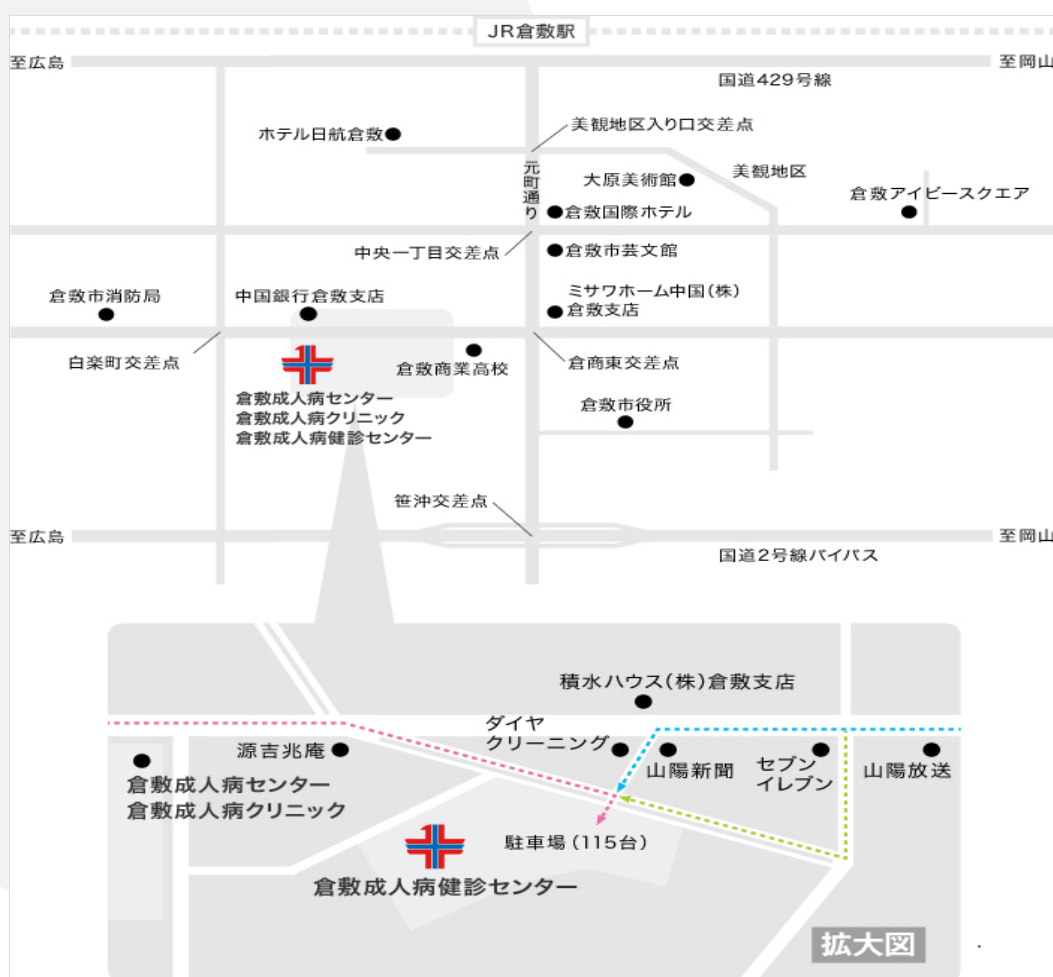 JR倉敷駅
至広島
至岡山
国道429号線
美観地区入り口交差点
ホテル日航倉敷
元町通り
大原美術館
美観地区
倉敷アイビースクエア
倉敷国際ホテル
中央一丁目交差点
倉敷市芸文館
倉敷市消防局
中国銀行倉敷支店
ミサワホーム中国(株)
倉敷支店
白楽町交差点
倉敷商業高校
倉商東交差点
倉敷成人病センター
倉敷成人病クリニック
倉敷成人病健診センター
倉敷市役所
笹沖交差点
至広島
至岡山
国道2号線バイパス
積水ハウス(株)倉敷支店
ダイヤ
クリーニング
源吉兆庵
山陽新聞
セブン
イレブン
山陽放送
倉敷成人病センター
倉敷成人病クリニック
駐車場(115台)
倉敷成人病健診センター
拡大図